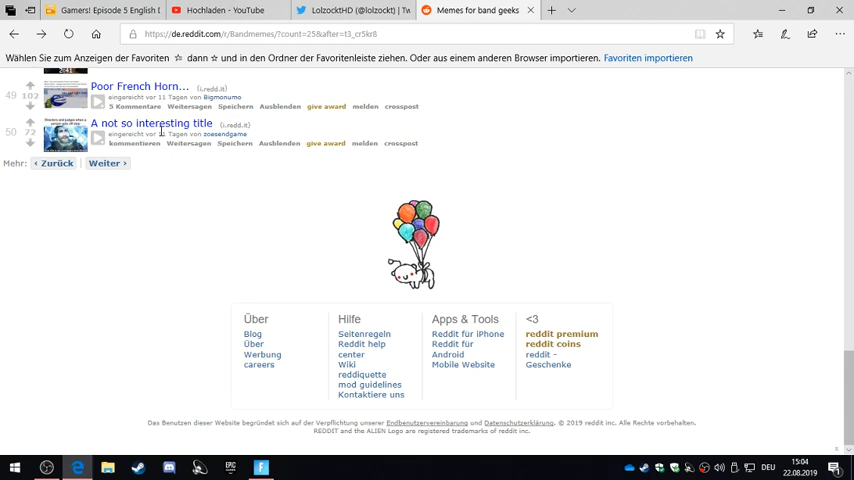 Gamers! Episode 5 English D
Hochladen - YouTube
LolzocktHD (@lolzockt) | Tw
Memes for band geeks
https://de.reddit.com/r/Bandmemes/?count=25&after=t3_cr5kr8
Wählen Sie zum Anzeigen der Favoriten ☆ dann ☆ und in den Ordner der Favoritenleiste ziehen. Oder aus einem anderen Browser importieren. Favoriten importieren
49 102 Poor French Horn... (i.redd.it)
eingereicht vor 11 Tagen von Bigmonumo
5 Kommentare Weitersagen Speichern Ausblenden give award melden crosspost
50 72 A not so interesting title (i.redd.it)
eingereicht vor 11 Tagen von zoesendgame
kommentieren Weitersagen Speichern Ausblenden give award melden crosspost
Mehr: ‹ Zurück | Weiter ›
Über
Blog
Über
Werbung
careers
Hilfe
Seitenregeln
Reddit help
center
Wiki
reddiquette
mod guidelines
Kontaktiere uns
Apps & Tools
Reddit für iPhone
Reddit für
Android
Mobile Website
<3
reddit premium
reddit coins
reddit -
Geschenke
Das Benutzen dieser Website begründet sich auf der Verpflichtung unserer Endbenutzervereinbarung und Datenschutzerklärung. © 2019 reddit inc. Alle Rechte vorbehalten.
REDDIT and the ALIEN Logo are registered trademarks of reddit inc.
EPIC
DEU
15:04
22.08.2019